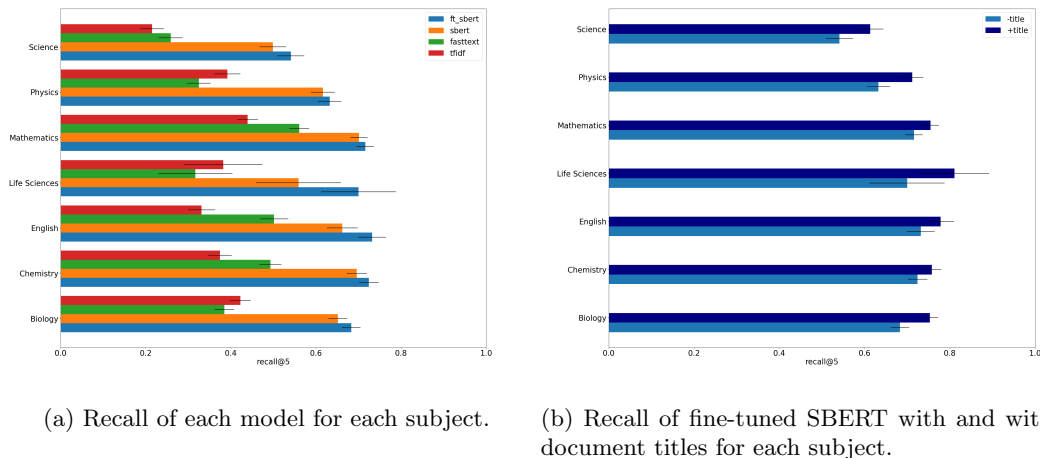 ft_sbert
sbert
fasttext
tfidf
Science
Physics
Mathematics
Life Sciences
English
Chemistry
Biology
0.0 0.2 0.4 0.6 0.8 1.0
recall@5
(a) Recall of each model for each subject.
-title
+title
Science
Physics
Mathematics
Life Sciences
English
Chemistry
Biology
0.0 0.2 0.4 0.6 0.8 1.0
recall@5
(b) Recall of fine-tuned SBERT with and wit
document titles for each subject.